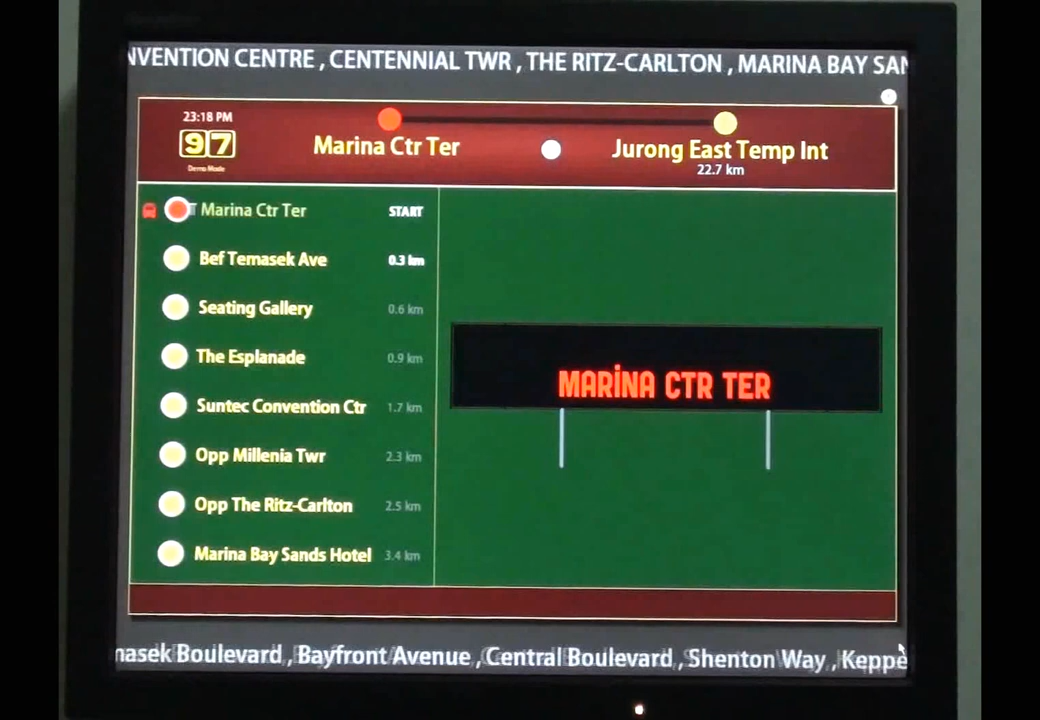 NVENTION CENTRE , CENTENNIAL TWR , THE RITZ-CARLTON , MARINA BAY SAN
23:18 PM
97
Demo Mode
Marina Ctr Ter
Jurong East Temp Int
22.7 km
Marina Ctr Ter START
Bef Temasek Ave 0.3 km
Seating Gallery 0.6 km
The Esplanade 0.9 km
Suntec Convention Ctr 1.7 km
Opp Millenia Twr 2.3 km
Opp The Ritz-Carlton 2.5 km
Marina Bay Sands Hotel 3.4 km
MARINA CTR TER
nasek Boulevard , Bayfront Avenue , Central Boulevard , Shenton Way , Keppe